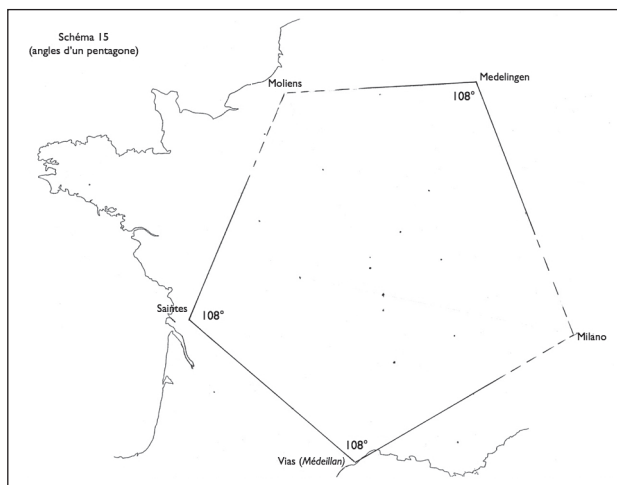 Schéma 15
(angles d'un pentagone)
Moliens
Medelingen
108°
Saintes
108°
Milano
108°
Vias (Médeillan)